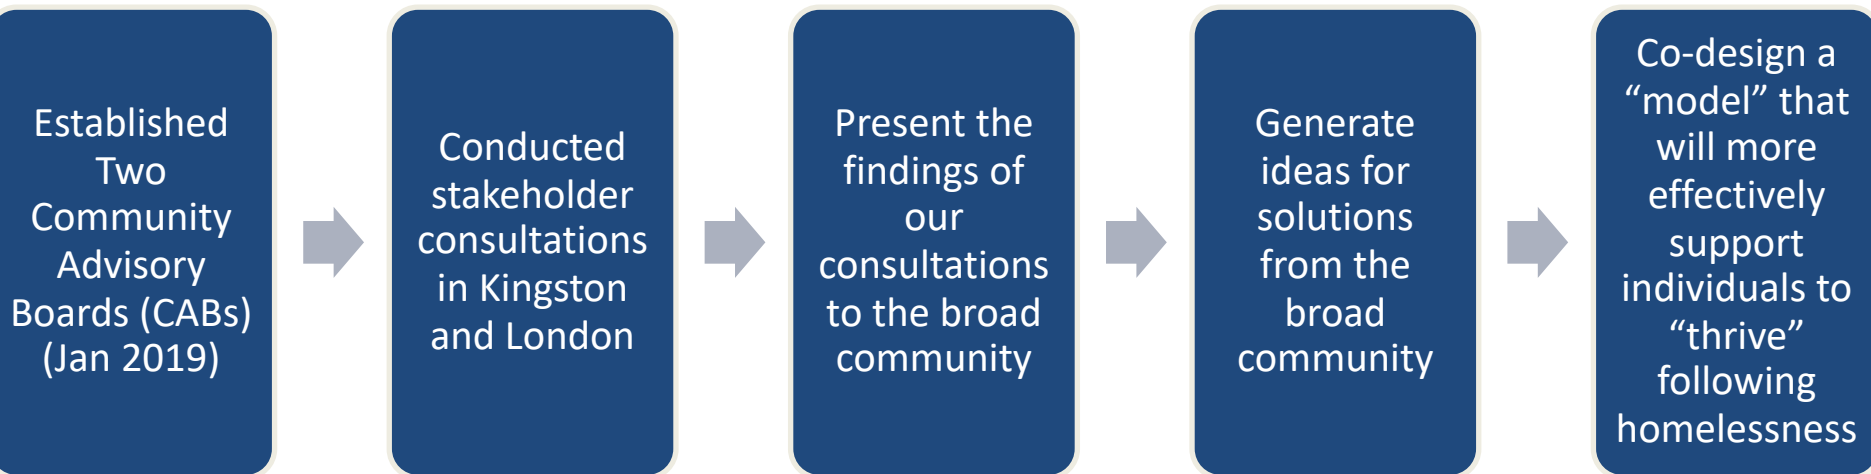 Established
Two
Community
Advisory
Boards (CABs)
(Jan 2019)
Conducted
stakeholder
consultations
in Kingston
and London
Present the
findings of
our
consultations
to the broad
community
Generate
ideas for
solutions
from the
broad
community
Co-design a
“model” that
will more
effectively
support
individuals to
“thrive”
following
homelessness